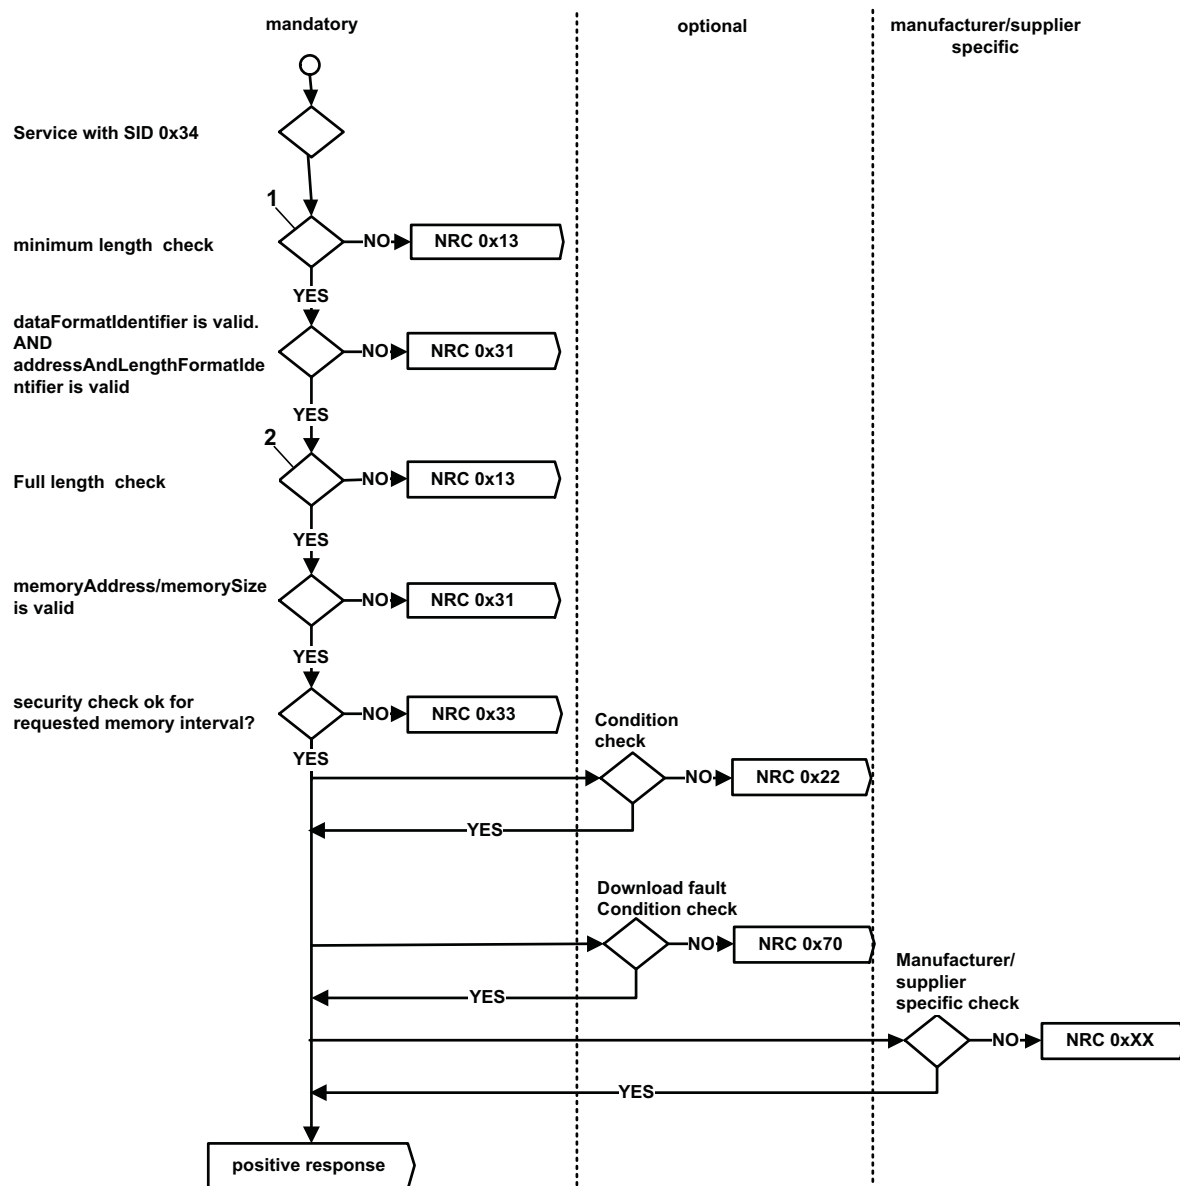 mandatory
optional
manufacturer/supplier
specific
Service with SID 0x34
1
minimum length check
NO
NRC 0x13
YES
dataFormatIdentifier is valid.
AND
addressAndLengthFormatIde
ntifier is valid
NO
NRC 0x31
YES
2
Full length check
NO
NRC 0x13
YES
memoryAddress/memorySize
is valid
NO
NRC 0x31
YES
security check ok for
requested memory interval?
NO
NRC 0x33
YES
Condition
check
NO
NRC 0x22
YES
Download fault
Condition check
NO
NRC 0x70
YES
Manufacturer/
supplier
specific check
NO
NRC 0xXX
YES
positive response